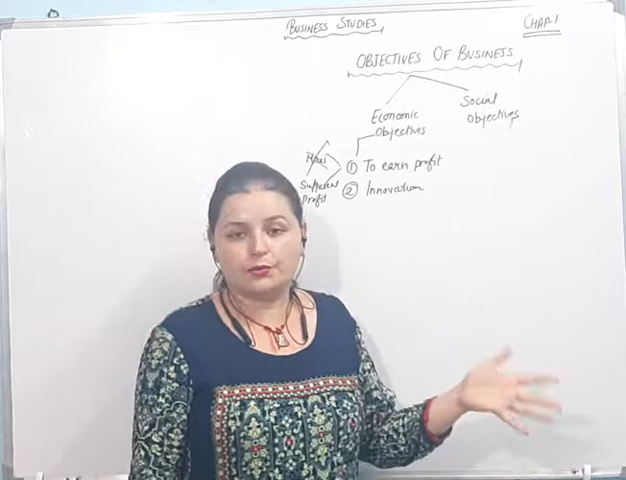 BUSINESS STUDIES
CHAP.1
OBJECTIVES OF BUSINESS
Economic
Objectives
Social
Objectives
① To earn profit
Sufficient
Profit
② Innovation